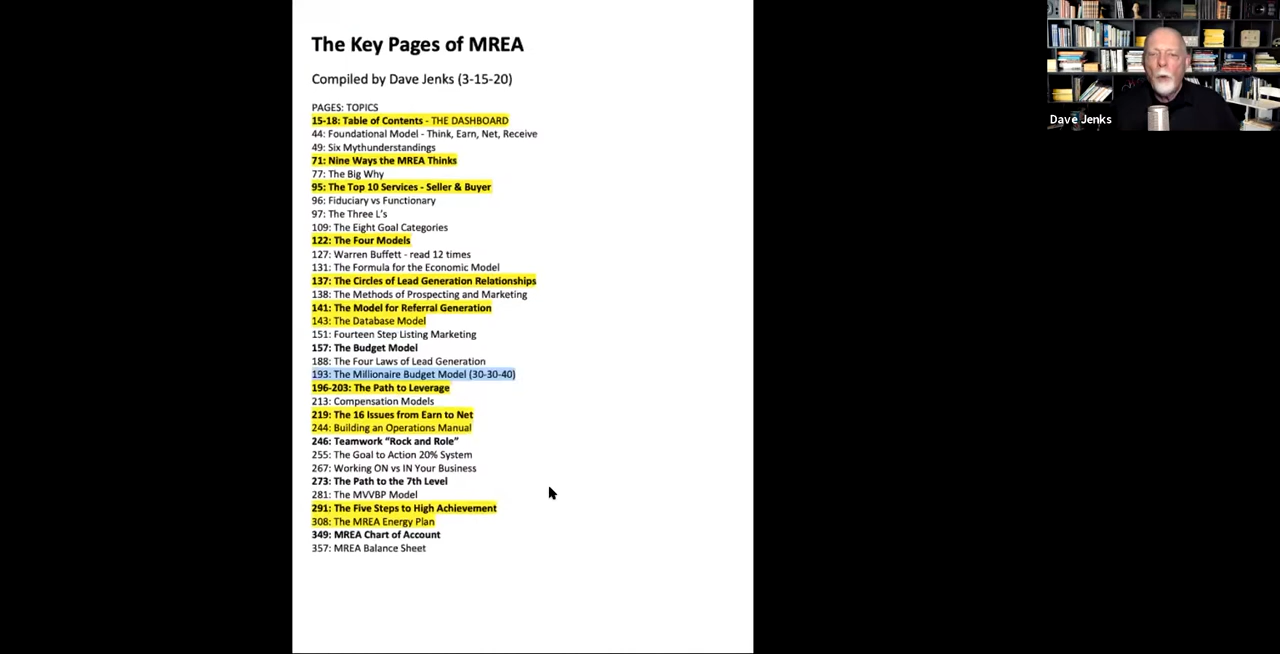 The Key Pages of MREA
Compiled by Dave Jenks (3-15-20)
PAGES: TOPICS
15-18: Table of Contents - THE DASHBOARD
44: Foundational Model - Think, Earn, Net, Receive
49: Six Mythunderstandings
71: Nine Ways the MREA Thinks
77: The Big Why
95: The Top 10 Services - Seller & Buyer
96: Fiduciary vs Functionary
97: The Three L's
109: The Eight Goal Categories
122: The Four Models
127: Warren Buffett - read 12 times
131: The Formula for the Economic Model
137: The Circles of Lead Generation Relationships
138: The Methods of Prospecting and Marketing
141: The Model for Referral Generation
143: The Database Model
151: Fourteen Step Listing Marketing
157: The Budget Model
188: The Four Laws of Lead Generation
193: The Millionaire Budget Model (30-30-40)
196-203: The Path to Leverage
213: Compensation Models
219: The 16 Issues from Earn to Net
244: Building an Operations Manual
246: Teamwork “Rock and Role”
255: The Goal to Action 20% System
267: Working ON vs IN Your Business
273: The Path to the 7th Level
281: The MVVBP Model
291: The Five Steps to High Achievement
308: The MREA Energy Plan
349: MREA Chart of Account
357: MREA Balance Sheet
Dave Jenks